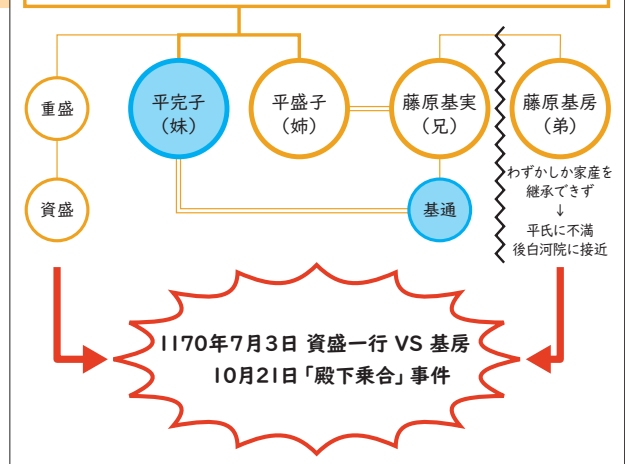 重盛
平完子
（妹）
平盛子
（姉）
藤原基実
（兄）
藤原基房
（弟）
資盛
基通
わずかしか家産を
継承できず
↓
平氏に不満
後白河院に接近
1170年7月3日 資盛一行 VS 基房
10月21日「殿下乗合」事件